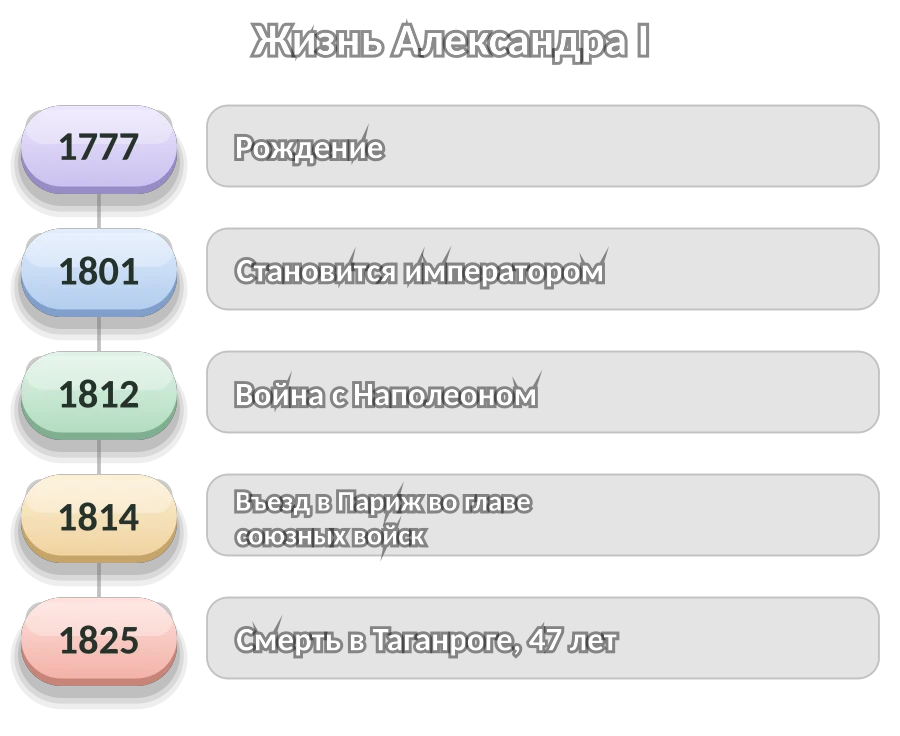 Жизнь Александра I
1777
Рождение
1801
Становится императором
1812
Война с Наполеоном
1814
Въезд в Париж во главе
союзных войск
1825
Смерть в Таганроге, 47 лет